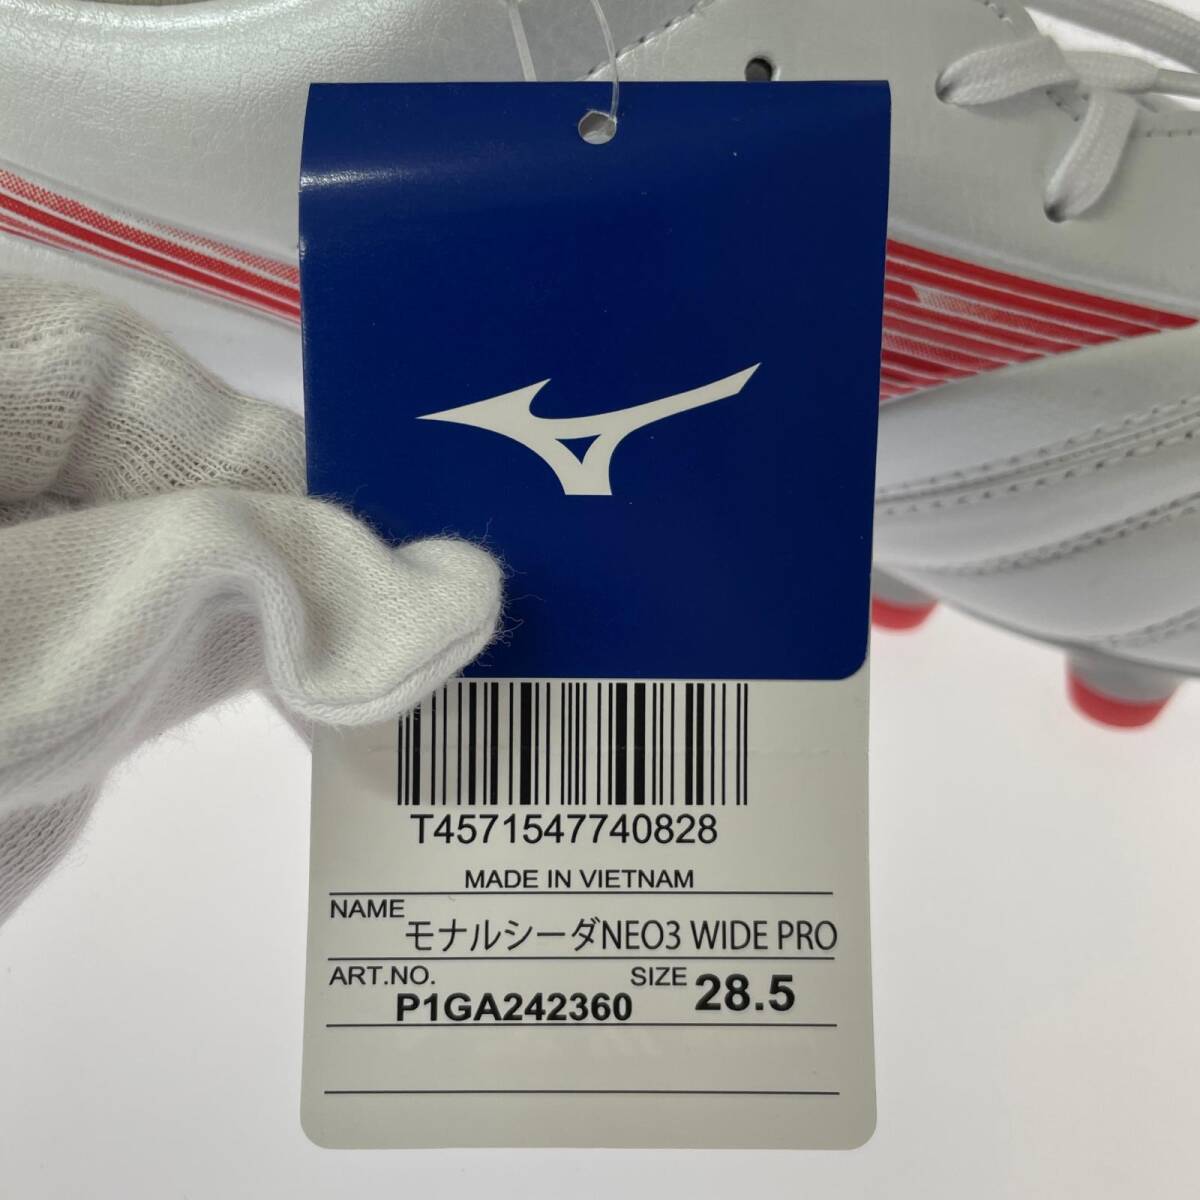 T4571547740828
MADE IN VIETNAM
NAME モナルシーダNEO3 WIDE PRO
ART.NO. P1GA242360 SIZE 28.5